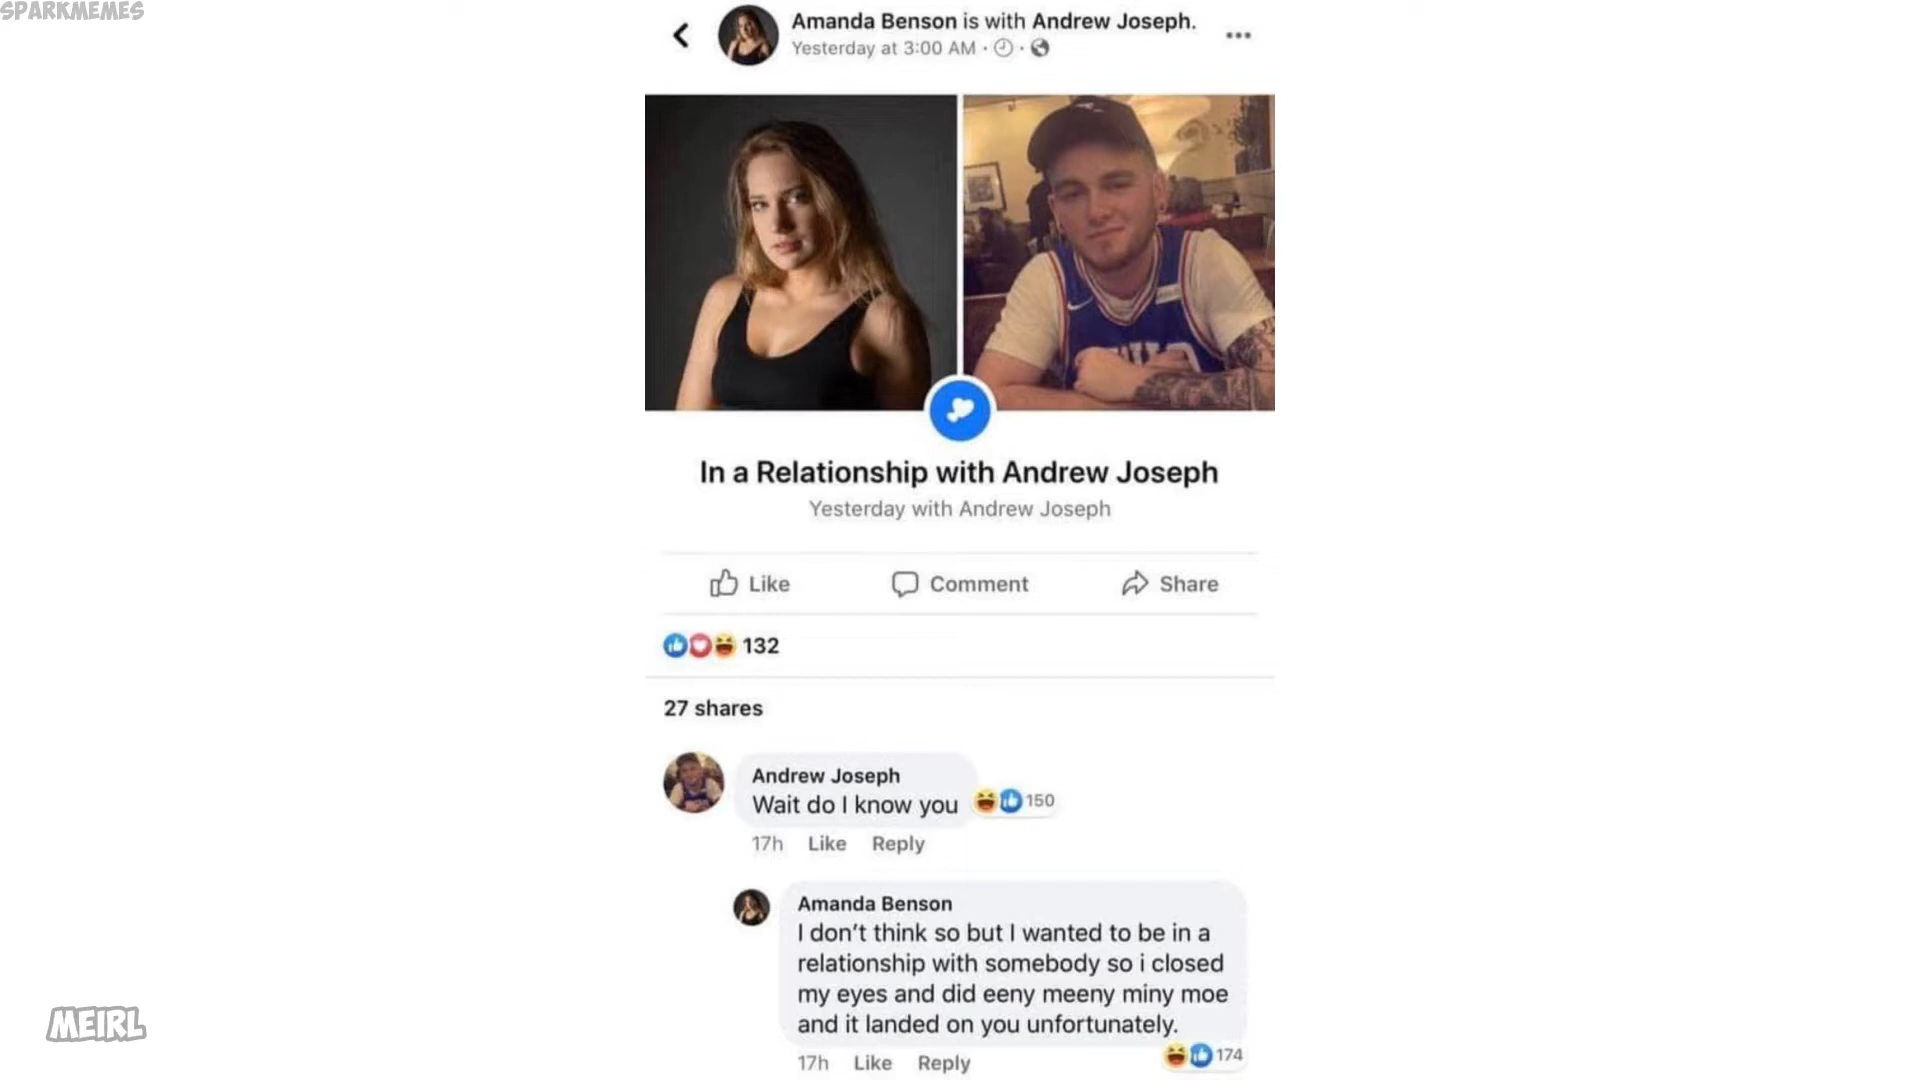 SPARKMEMES
Amanda Benson is with Andrew Joseph.
Yesterday at 3:00 AM
In a Relationship with Andrew Joseph
Yesterday with Andrew Joseph
Like Comment Share
132
27 shares
Andrew Joseph
Wait do I know you
150
17h Like Reply
Amanda Benson
I don't think so but I wanted to be in a
relationship with somebody so i closed
my eyes and did eeny meeny miny moe
and it landed on you unfortunately.
174
17h Like Reply
MEIRL